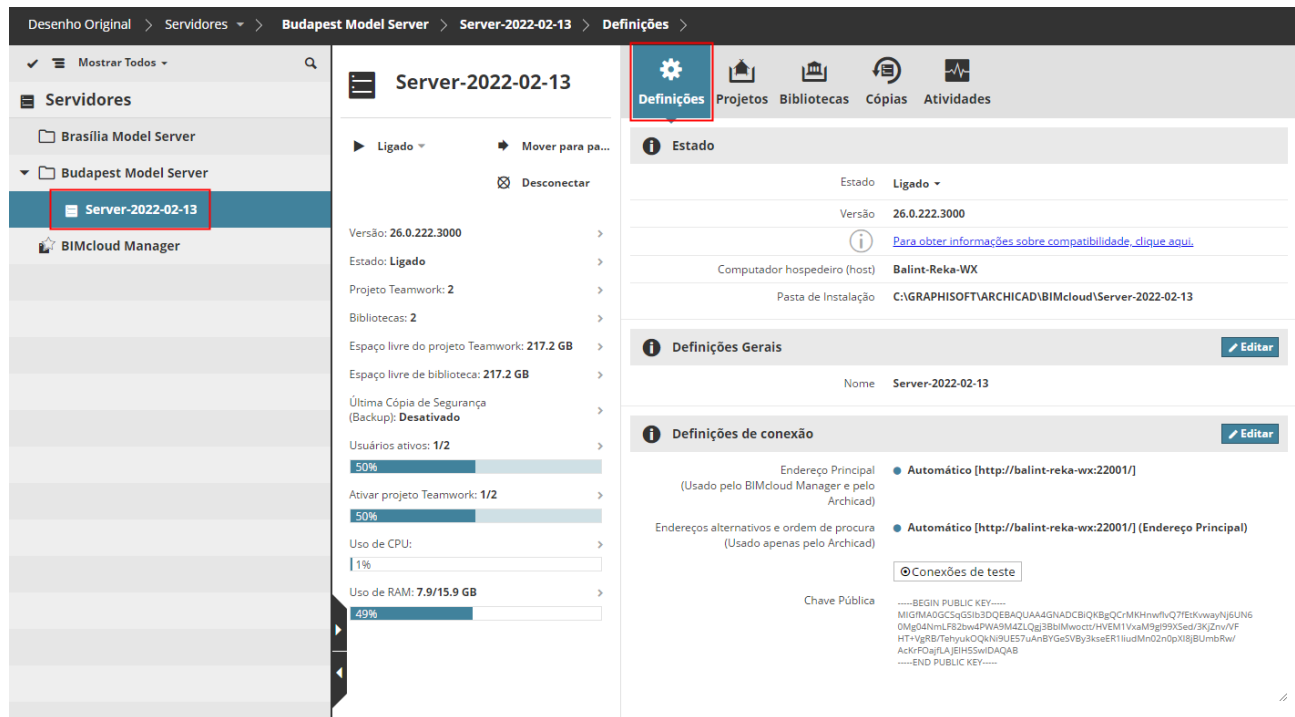 Desenho Original > Servidores > Budapest Model Server > Server-2022-02-13 > Definições >
Mostrar Todos
Servidores
Brasília Model Server
Budapest Model Server
Server-2022-02-13
BIMcloud Manager
Server-2022-02-13
Ligado
Mover para pa...
Desconectar
Versão: 26.0.222.3000
Estado: Ligado
Projeto Teamwork: 2
Bibliotecas: 2
Espaço livre do projeto Teamwork: 217.2 GB
Espaço livre de biblioteca: 217.2 GB
Última Cópia de Segurança
(Backup): Desativado
Usuários ativos: 1/2
50%
Ativar projeto Teamwork: 1/2
50%
Uso de CPU:
1%
Uso de RAM: 7.9/15.9 GB
49%
Definições Projetos Bibliotecas Cópias Atividades
Estado
Estado Ligado
Versão 26.0.222.3000
Para obter informações sobre compatibilidade, clique aqui.
Computador hospedeiro (host) Balint-Reka-WX
Pasta de Instalação C:\GRAPHISOFT\ARCHICAD\BIMcloud\Server-2022-02-13
Definições Gerais Editar
Nome Server-2022-02-13
Definições de conexão Editar
Endereço Principal Automático [http://balint-reka-wx:22001/]
(Usado pelo BIMcloud Manager e pelo
Archicad)
Endereços alternativos e ordem de procura Automático [http://balint-reka-wx:22001/] (Endereço Principal)
(Usado apenas pelo Archicad)
Conexões de teste
Chave Pública -----BEGIN PUBLIC KEY-----
-----END PUBLIC KEY-----